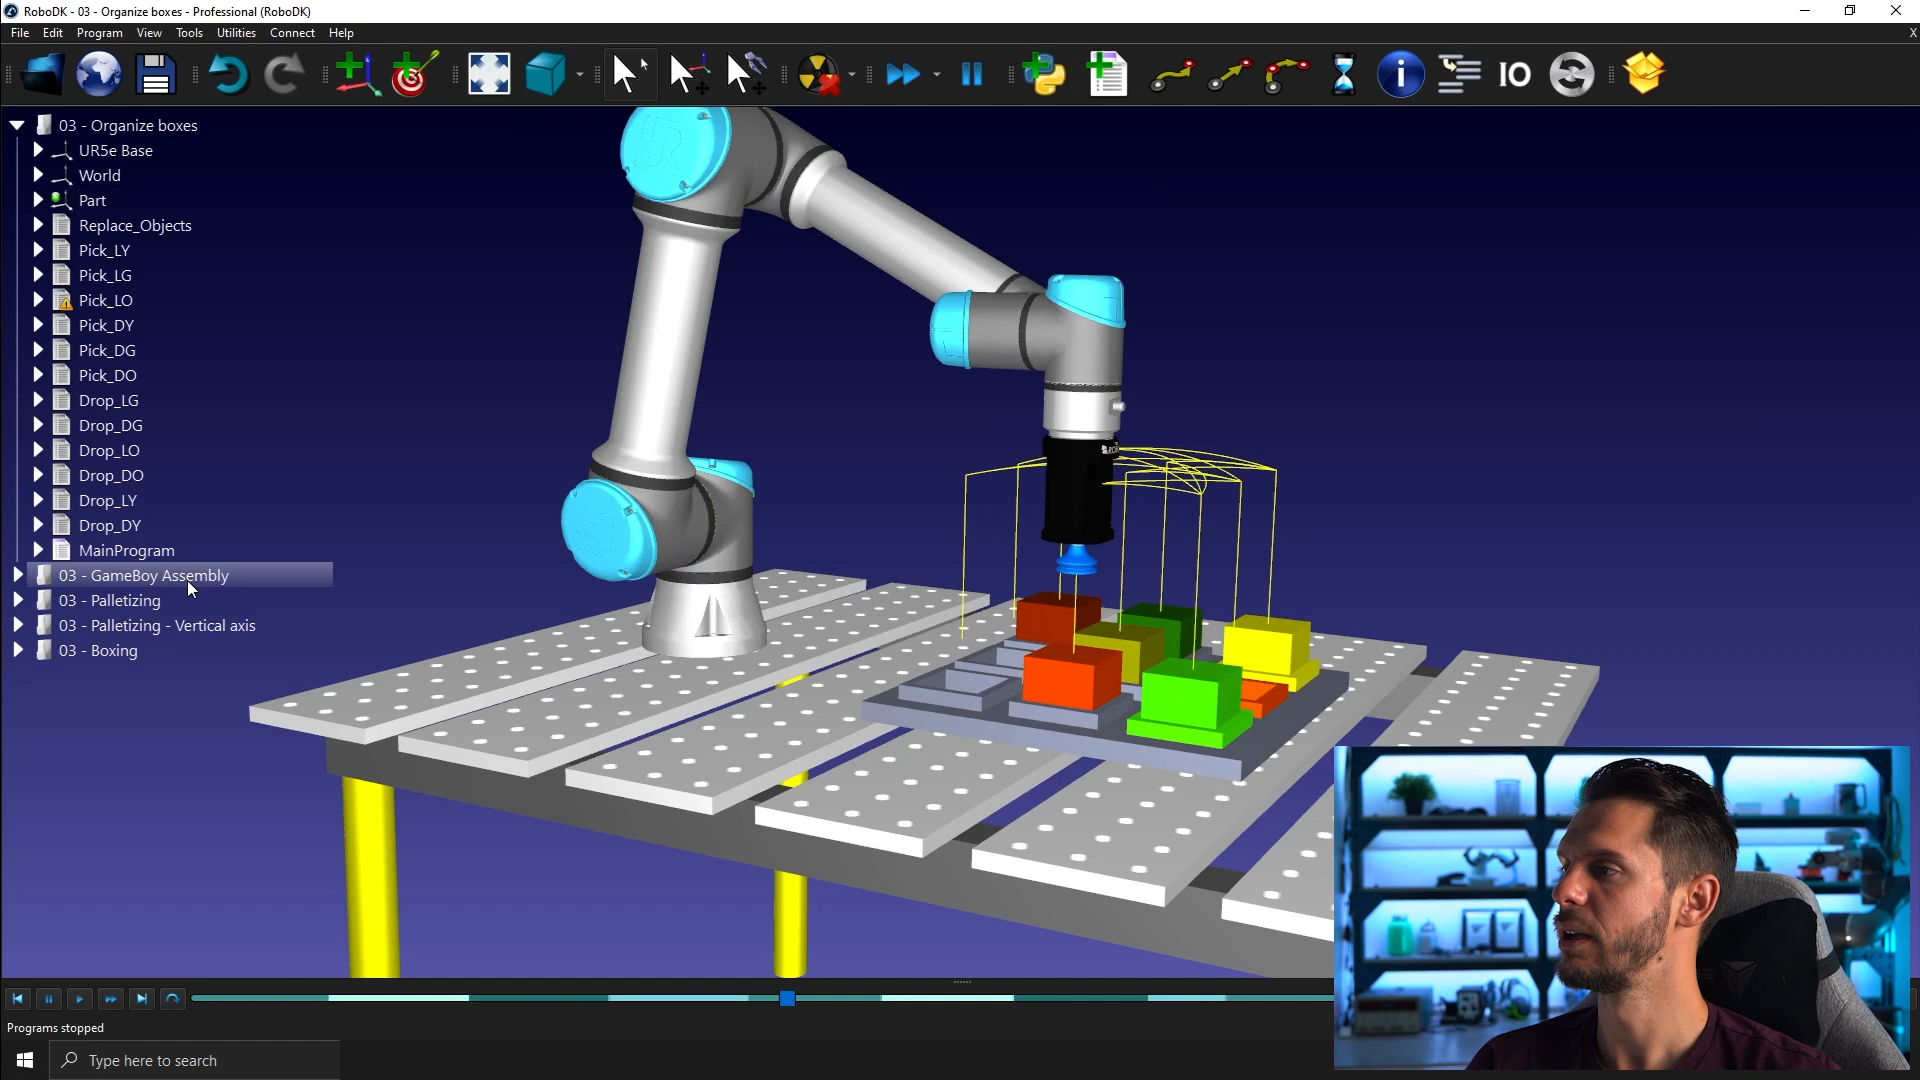 RoboDK - 03 - Organize boxes - Professional (RoboDK)
File Edit Program View Tools Utilities Connect Help
X
IO
03 - Organize boxes
UR5e Base
World
Part
Replace_Objects
Pick_LY
Pick_LG
Pick_LO
Pick_DY
Pick_DG
Pick_DO
Drop_LG
Drop_DG
Drop_LO
Drop_DO
Drop_LY
Drop_DY
MainProgram
03 - GameBoy Assembly
03 - Palletizing
03 - Palletizing - Vertical axis
03 - Boxing
Programs stopped
Type here to search